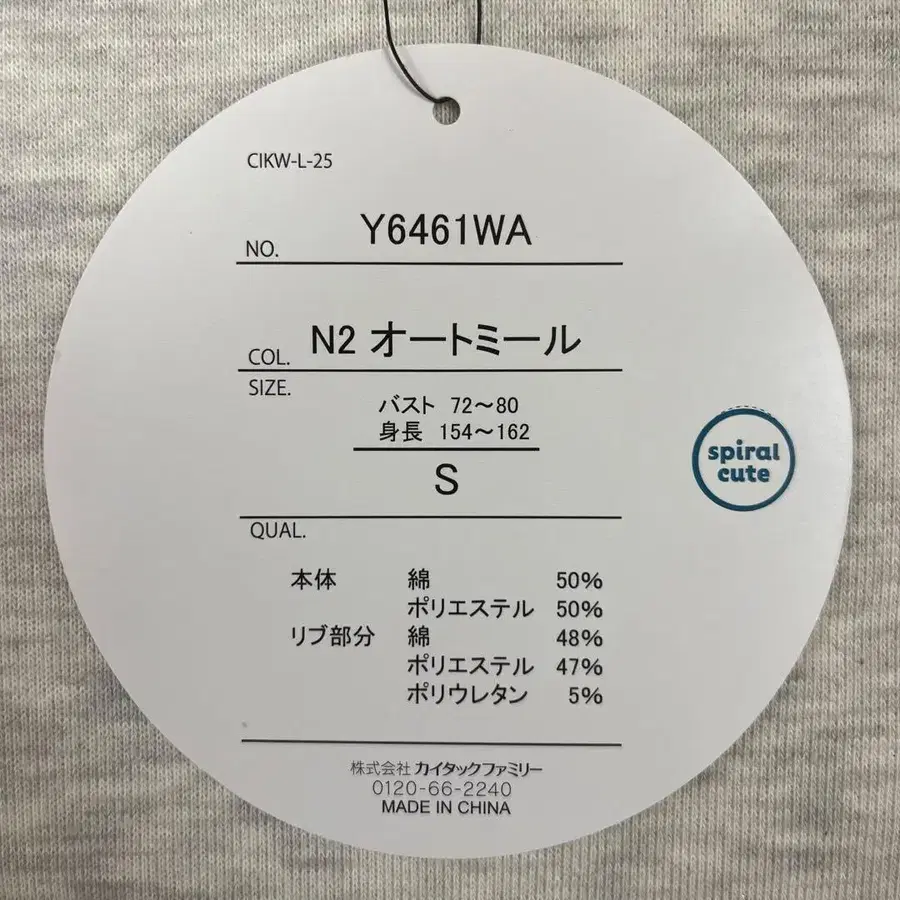 CIKW-L-25
NO. Y6461WA
COL. N2 オートミール
SIZE.
バスト 72～80
身長 154～162
S
spiral
cute
QUAL.
本体 綿 50%
ポリエステル 50%
リブ部分 綿 48%
ポリエステル 47%
ポリウレタン 5%
株式会社 カイタックファミリー
0120-66-2240
MADE IN CHINA